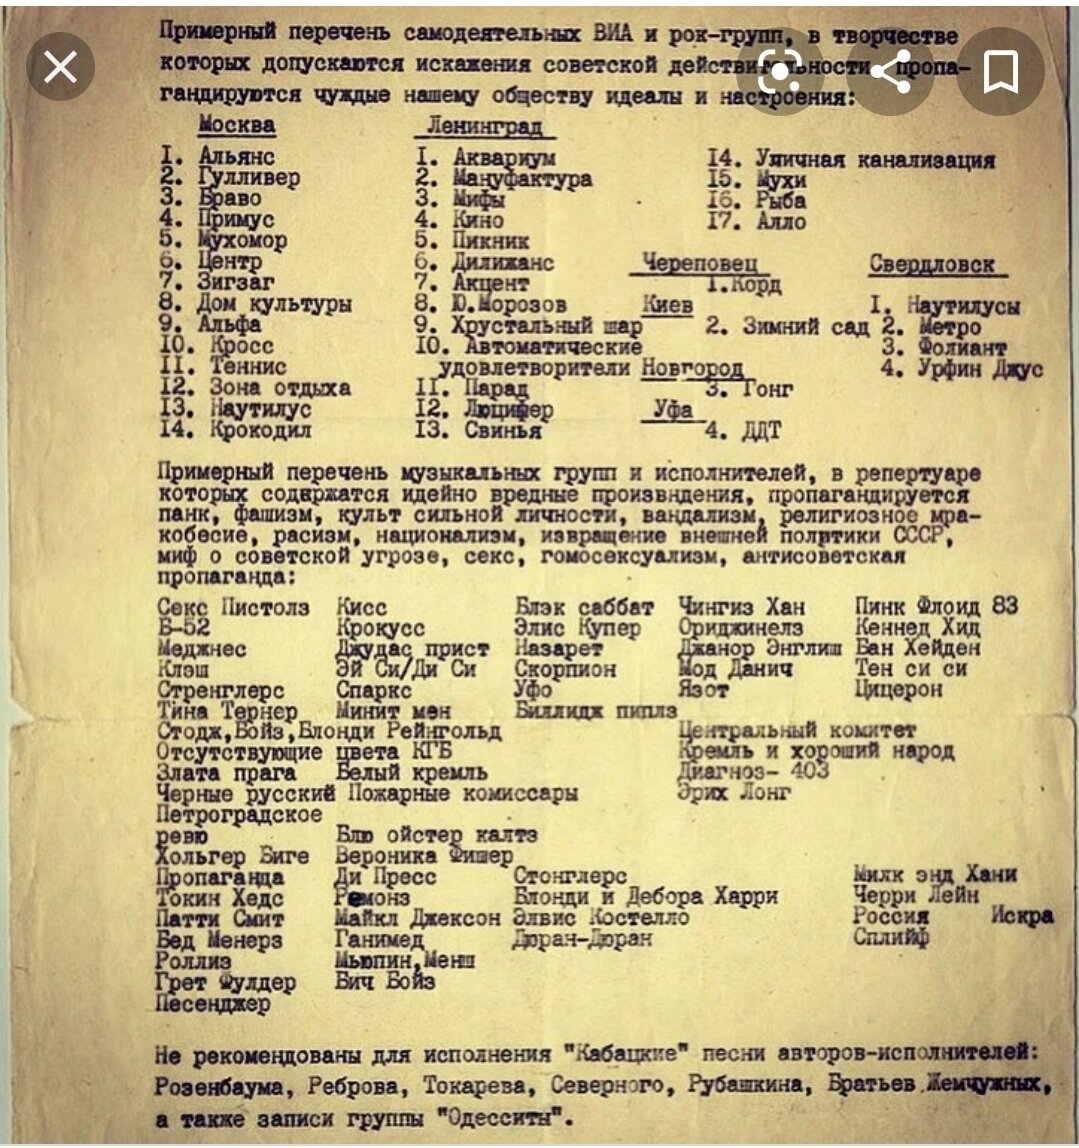 Примерный перечень самодеятельных ВИА и рок-групп, в творчестве
которых допускаются искажения советской действительности, пропа-
гандируются чуждые нашему обществу идеалы и настроения:
Москва
1. Альянс
2. Гулливер
3. Браво
4. Примус
5. Мухомор
6. Центр
7. Зигзаг
8. Дом культуры
9. Альфа
10. Кросс
11. Теннис
12. Зона отдыха
13. Наутилус
14. Крокодил
Ленинград
1. Аквариум
2. Мануфактура
3. Мифы
4. Кино
5. Пикник
6. Дилижанс
7. Акцент
8. Ю.Морозов
9. Хрустальный шар
10. Автоматические
удовлетворители
11. Парад
12. Люцифер
13. Свинья
14. Уличная канализация
15. Мухи
16. Рыба
17. Алло
Череповец
1.Корд
Киев
2. Зимний сад
Новгород
3. Гонг
Уфа
4. ДДТ
Свердловск
1. Наутилусы
2. Метро
3. Фолиант
4. Урфин Джус
Примерный перечень музыкальных групп и исполнителей, в репертуаре
которых содвржатся идейно вредные произвндения, пропагандируется
панк, фашизм, культ сильной личности, вандализм, религиозное мра-
кобесие, расизм, национализм, извращение внешней полртики СССР,
миф о советской угрозе, секс, гомосексуализм, антисоветская
пропаганда:
Секс Пистолз Кисс Блэк саббат Чингиз Хан Пинк Флоид 83
Б-52 Крокусс Элис Купер Ориджинелз Кеннед Хид
Меджнес Джудас прист Назарет Джанор Энглиш Ван Хейден
Клэш Эй Си/Ди Си Скорпион Мод Данич Тен си си
Стренглерс Спаркс Уфо Язот Цицерон
Тина Тернер Минит мен Биллидж пиплз
Стодж,Бойз,Блонди Рейнгольд Центральный комитет
Отсутствующие цвета КГБ Кремль и хороший народ
Злата прага Белый кремль Диагноз- 403
Черные русский Пожарные комиссары Эрих Лонг
Петроградское
ревю Блю ойстер калтз
Хольгер Биге Вероника Фишер
Пропаганда Ди Пресс Стонглерс Милк энд Хани
Токин Хедс Ремонз Блонди и Дебора Харри Черри Лейн
Патти Смит Майкл Джексон Элвис Костелло Россия Искра
Бед Менерз Ганимед Дюран-Дюран Сплийф
Роллиз Мьюпин,Менш
Грет Фулдер Бич Бойз
Песенджер
Не рекомендованы для исполнения "Кабацкие" песни авторов-исполнителей:
Розенбаума, Реброва, Токарева, Северного, Рубашкина, Братьев Жемчужных,
а также записи группы "Одесситы".